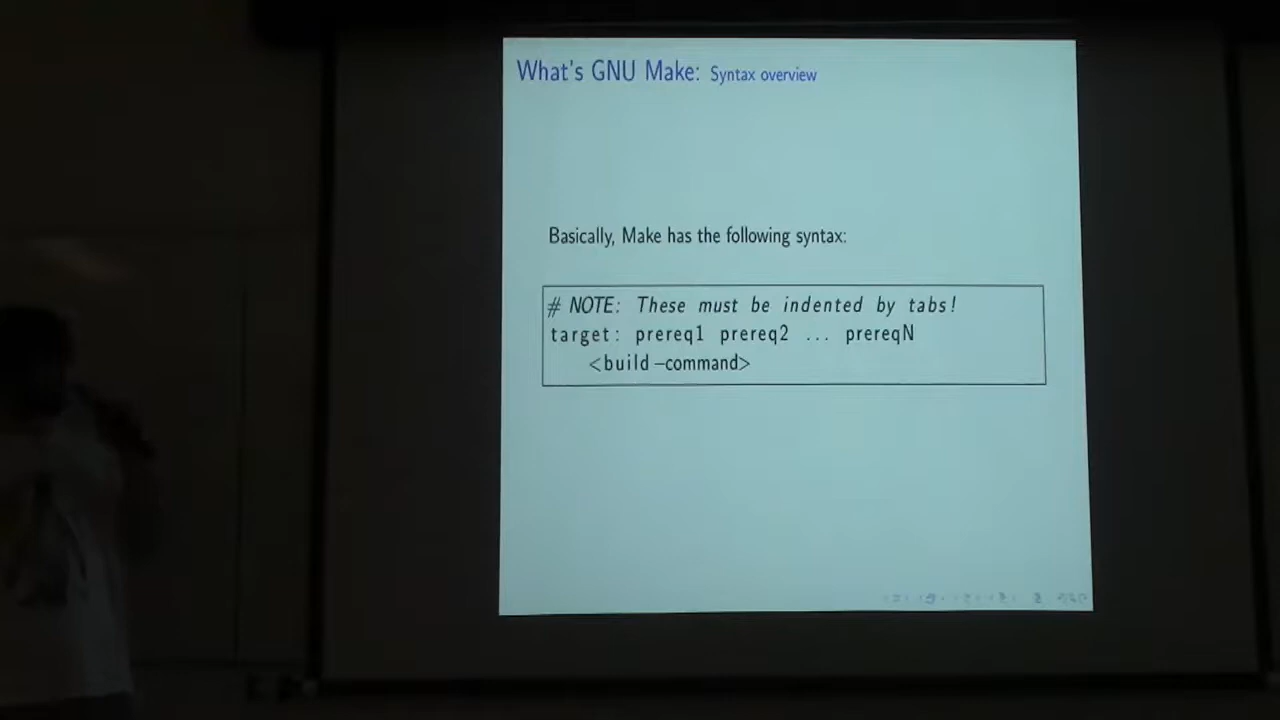 What's GNU Make: Syntax overview
Basically, Make has the following syntax:
# NOTE: These must be indented by tabs!
target: prereq1 prereq2 ... prereqN
<build-command>